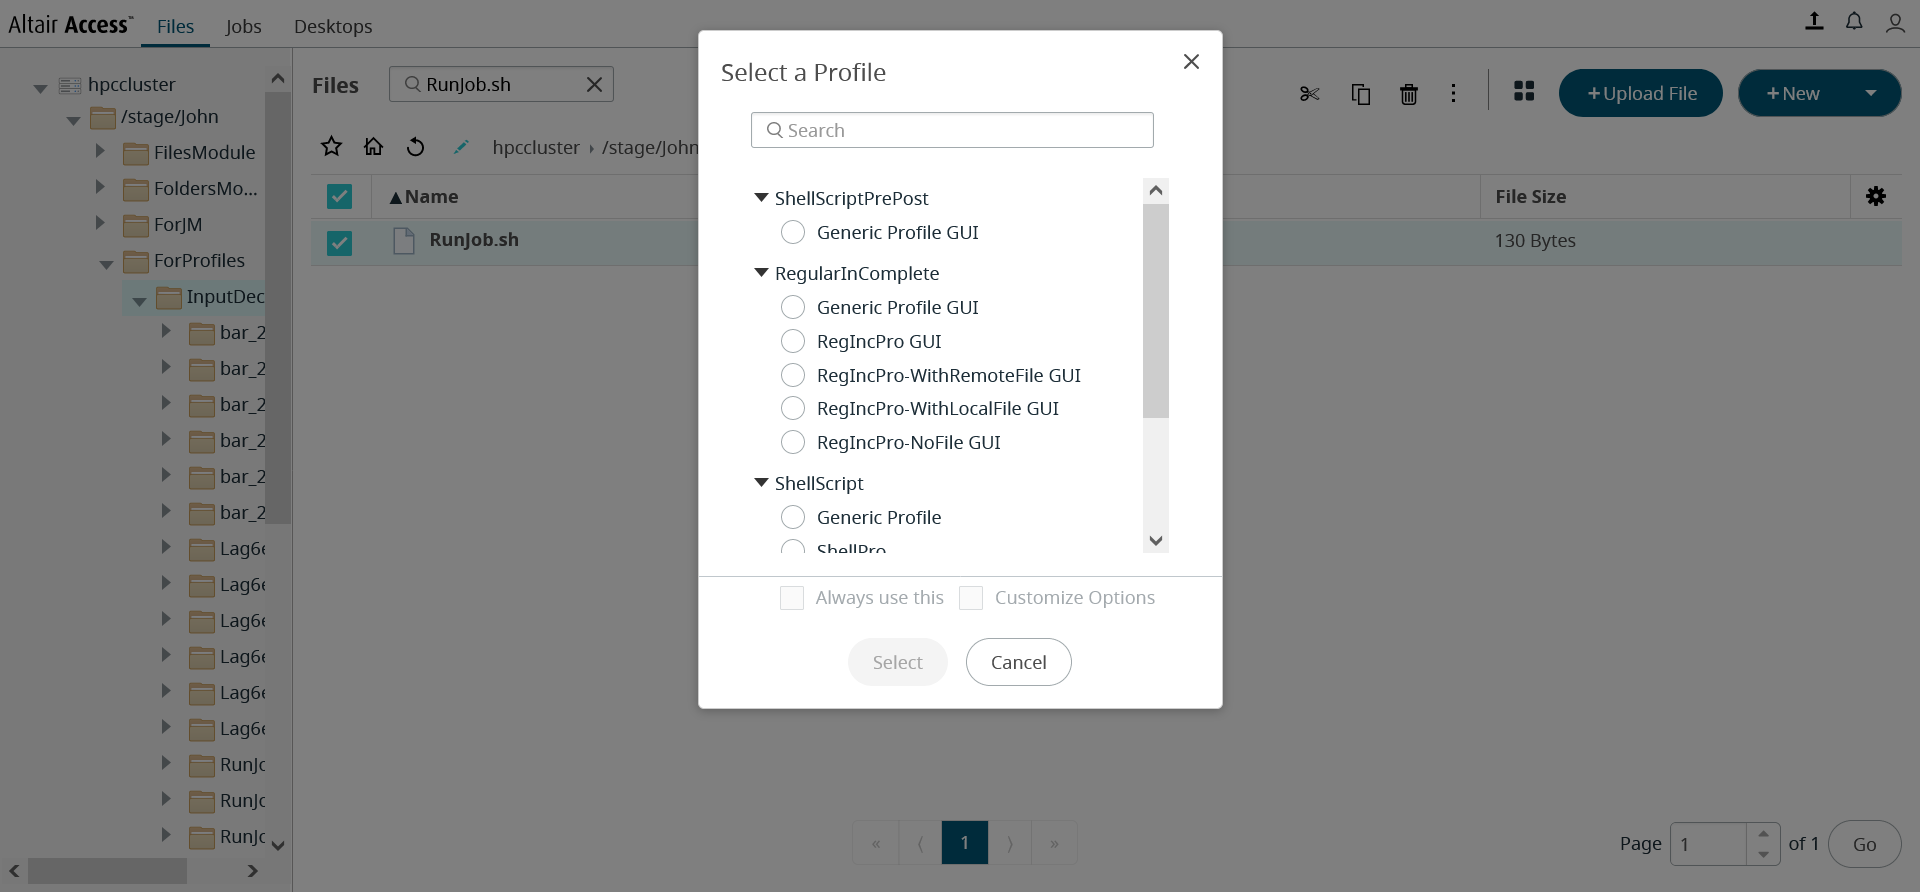 Altair Access™
Files
Jobs
Desktops
hpccluster
/stage/John
FilesModule
FoldersMo...
ForJM
ForProfiles
InputDec
bar_2
bar_2
bar_2
bar_2
bar_2
bar_2
Lag6
Lag6
Lag6
Lag6
Lag6
Lag6
RunJo
RunJo
RunJo
Files
RunJob.sh
+Upload File
+New
hpccluster › /stage/John
Name
File Size
RunJob.sh
130 Bytes
Select a Profile
Search
ShellScriptPrePost
Generic Profile GUI
RegularInComplete
Generic Profile GUI
RegIncPro GUI
RegIncPro-WithRemoteFile GUI
RegIncPro-WithLocalFile GUI
RegIncPro-NoFile GUI
ShellScript
Generic Profile
ShellPro
Always use this
Customize Options
Select
Cancel
« ⟨ 1 ⟩ »
Page 1 of 1 Go